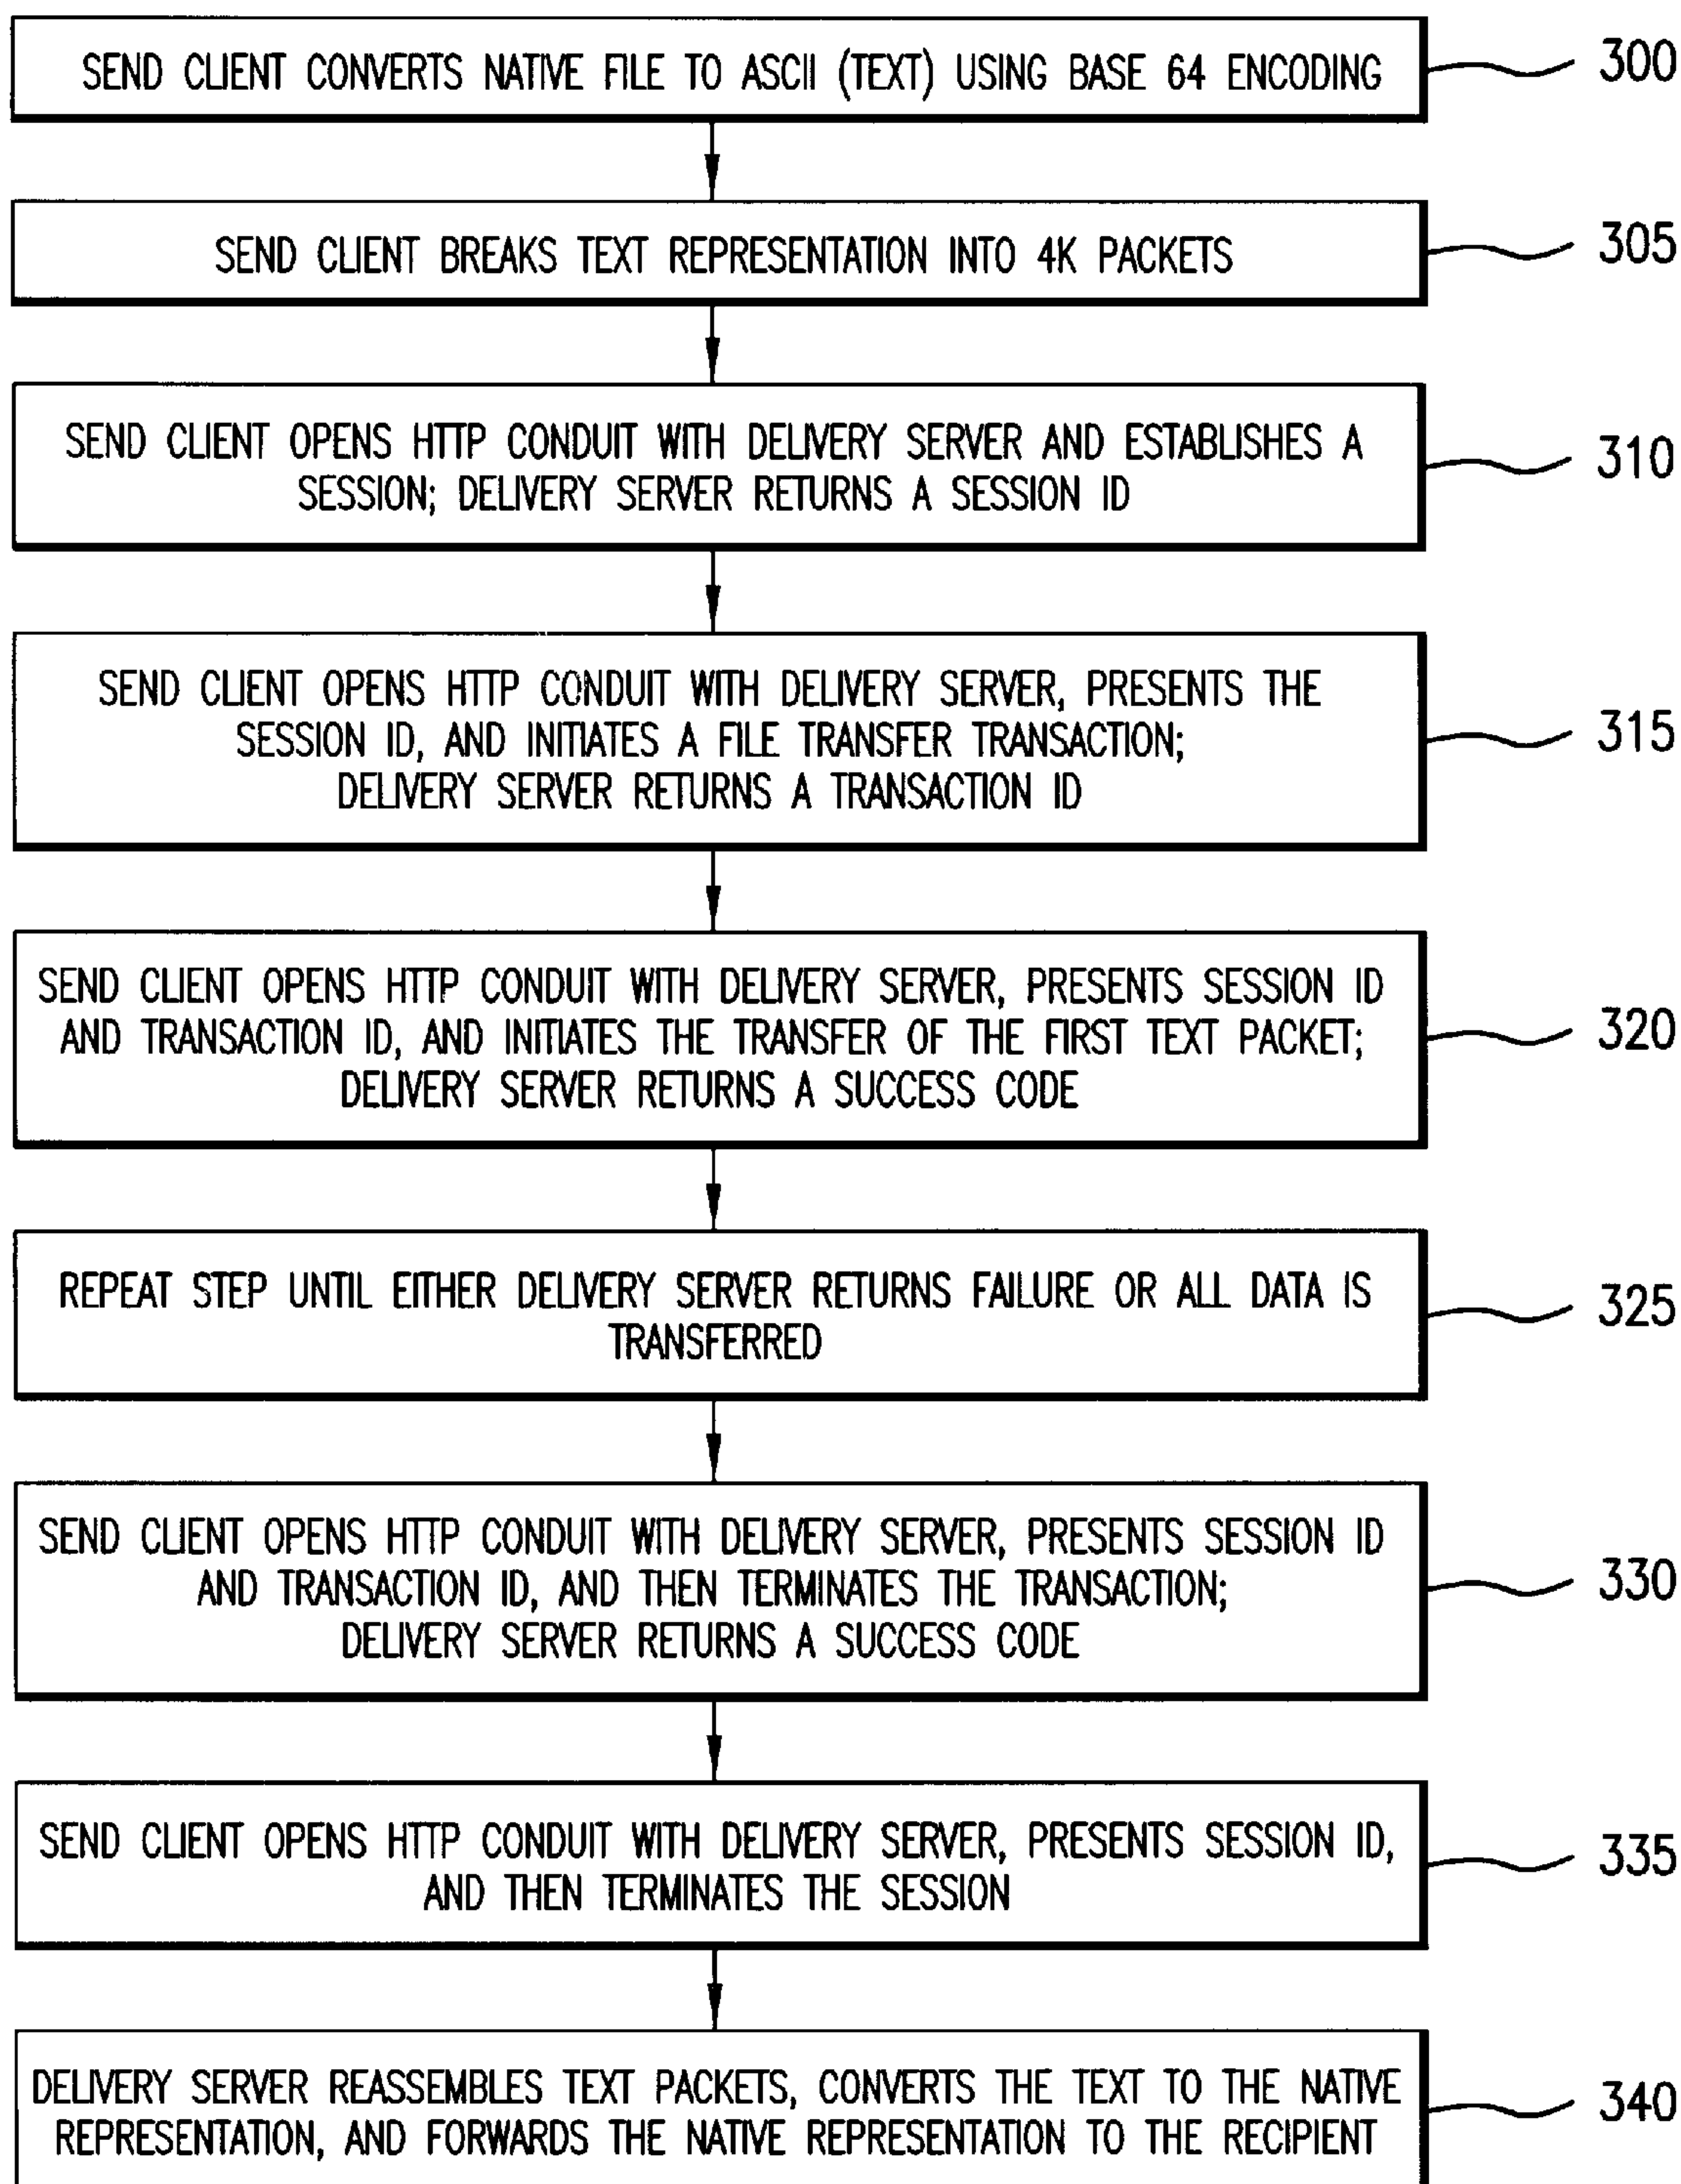 SEND CLIENT CONVERTS NATIVE FILE TO ASCII (TEXT) USING BASE 64 ENCODING
300
SEND CLIENT BREAKS TEXT REPRESENTATION INTO 4K PACKETS
305
SEND CLIENT OPENS HTTP CONDUIT WITH DELIVERY SERVER AND ESTABLISHES A
SESSION; DELIVERY SERVER RETURNS A SESSION ID
310
SEND CLIENT OPENS HTTP CONDUIT WITH DELIVERY SERVER, PRESENTS THE
SESSION ID, AND INITIATES A FILE TRANSFER TRANSACTION;
DELIVERY SERVER RETURNS A TRANSACTION ID
315
SEND CLIENT OPENS HTTP CONDUIT WITH DELIVERY SERVER, PRESENTS SESSION ID
AND TRANSACTION ID, AND INITIATES THE TRANSFER OF THE FIRST TEXT PACKET;
DELIVERY SERVER RETURNS A SUCCESS CODE
320
REPEAT STEP UNTIL EITHER DELIVERY SERVER RETURNS FAILURE OR ALL DATA IS
TRANSFERRED
325
SEND CLIENT OPENS HTTP CONDUIT WITH DELIVERY SERVER, PRESENTS SESSION ID
AND TRANSACTION ID, AND THEN TERMINATES THE TRANSACTION;
DELIVERY SERVER RETURNS A SUCCESS CODE
330
SEND CLIENT OPENS HTTP CONDUIT WITH DELIVERY SERVER, PRESENTS SESSION ID,
AND THEN TERMINATES THE SESSION
335
DELIVERY SERVER REASSEMBLES TEXT PACKETS, CONVERTS THE TEXT TO THE NATIVE
REPRESENTATION, AND FORWARDS THE NATIVE REPRESENTATION TO THE RECIPIENT
340